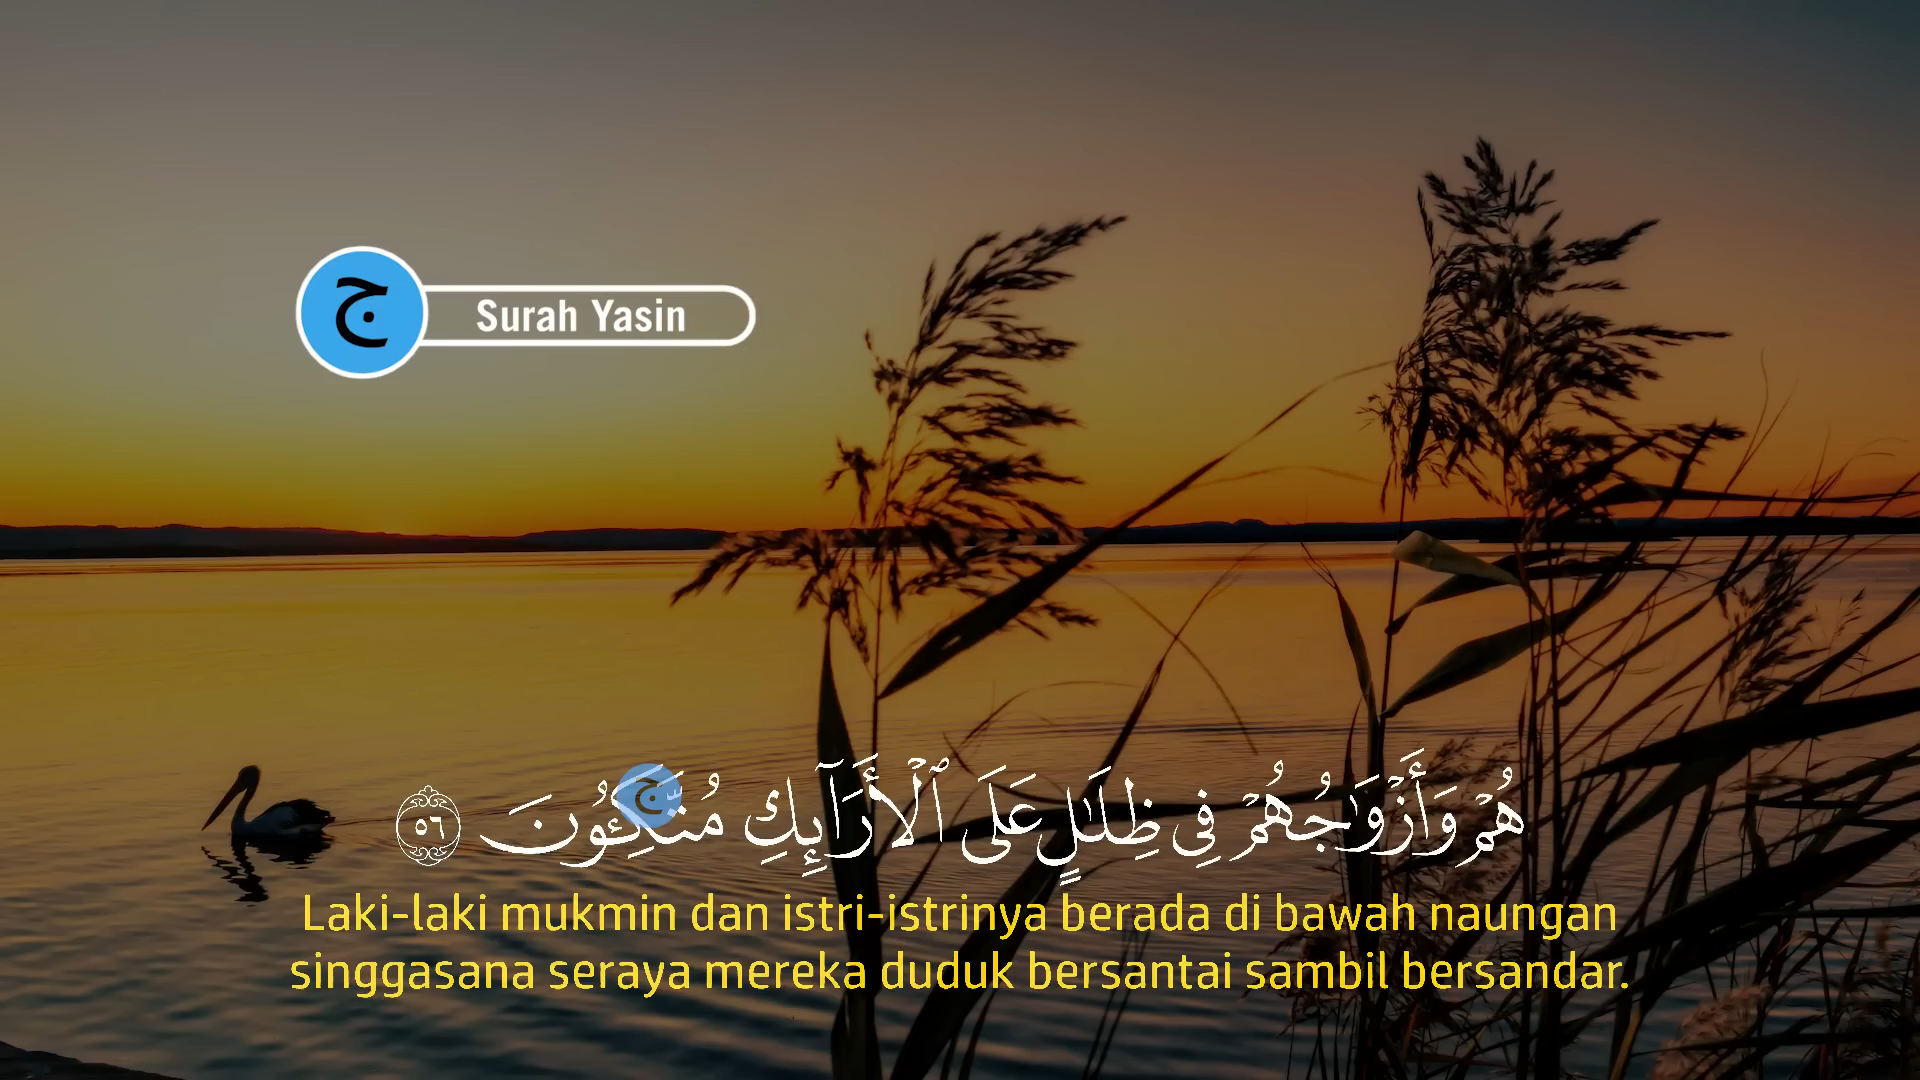 ج
Surah Yasin
هُمْ وَأَزْوَٰجُهُمْ فِى ظِلَـٰلٍ عَلَى ٱلْأَرَآئِكِ مُتَّكِـُٔونَ ٥٦
ج
Laki-laki mukmin dan istri-istrinya berada di bawah naungan
singgasana seraya mereka duduk bersantai sambil bersandar.